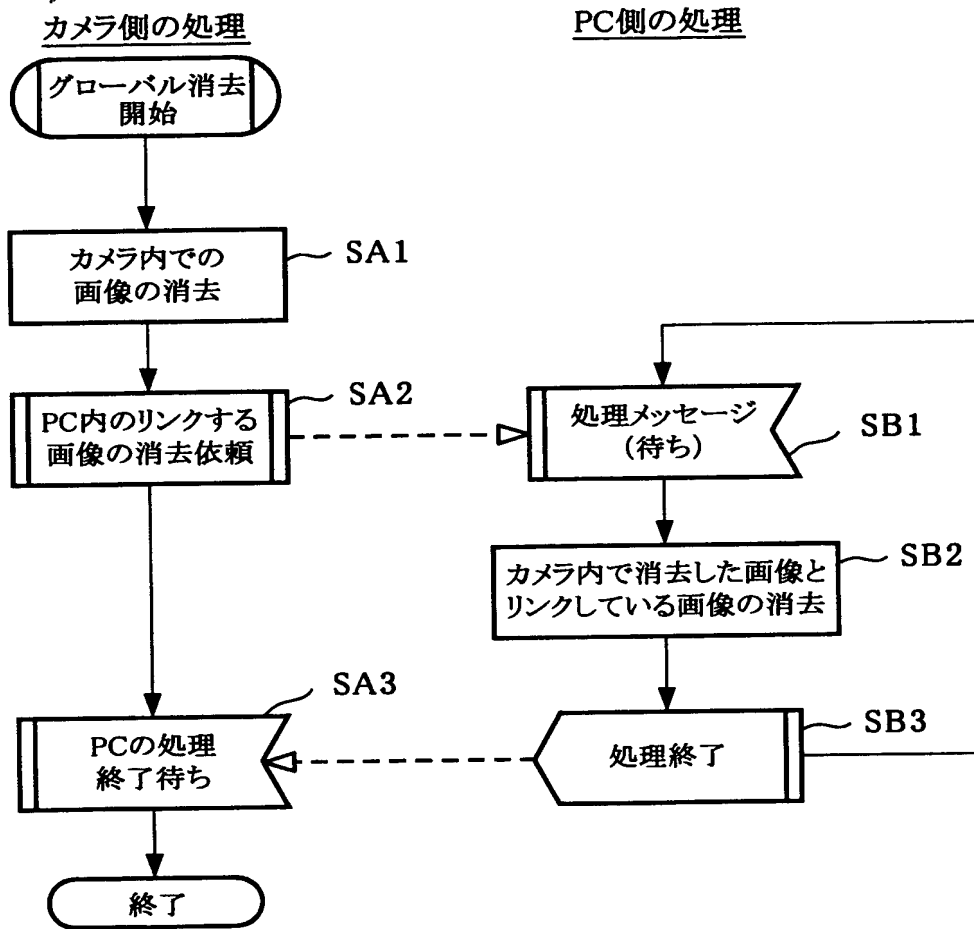 カメラ側の処理
グローバル消去
開始
カメラ内での
画像の消去
SA1
PC内のリンクする
画像の消去依頼
SA2
PCの処理
終了待ち
SA3
終了
PC側の処理
処理メッセージ
(待ち)
SB1
カメラ内で消去した画像と
リンクしている画像の消去
SB2
処理終了
SB3